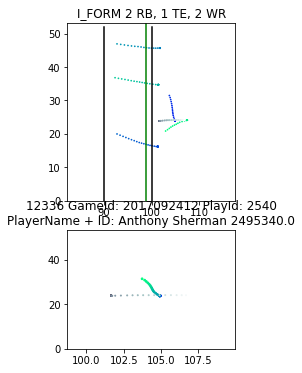 I_FORM 2 RB, 1 TE, 2 WR
50
40
30
20
10
0
90 100 110
12336 GameId: 2017092412 PlayId: 2540
PlayerName + ID: Anthony Sherman 2495340.0
40
20
0
100.0 102.5 105.0 107.5